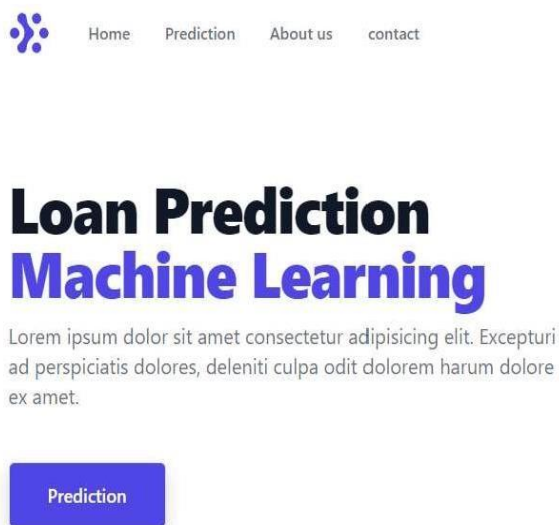 Home Prediction About us contact
Loan Prediction
Machine Learning
Lorem ipsum dolor sit amet consectetur adipisicing elit. Excepturi
ad perspiciatis dolores, deleniti culpa odit dolorem harum dolore
ex amet.
Prediction